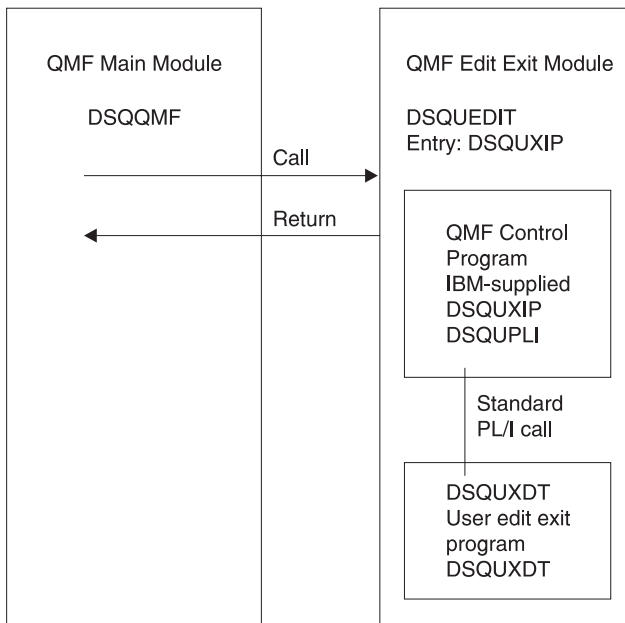 QMF Main Module
DSQQMF
Call
Return
QMF Edit Exit Module
DSQUEDIT
Entry: DSQUXIP
QMF Control
Program
IBM-supplied
DSQUXIP
DSQUPLI
Standard
PL/I call
DSQUXDT
User edit exit
program
DSQUXDT